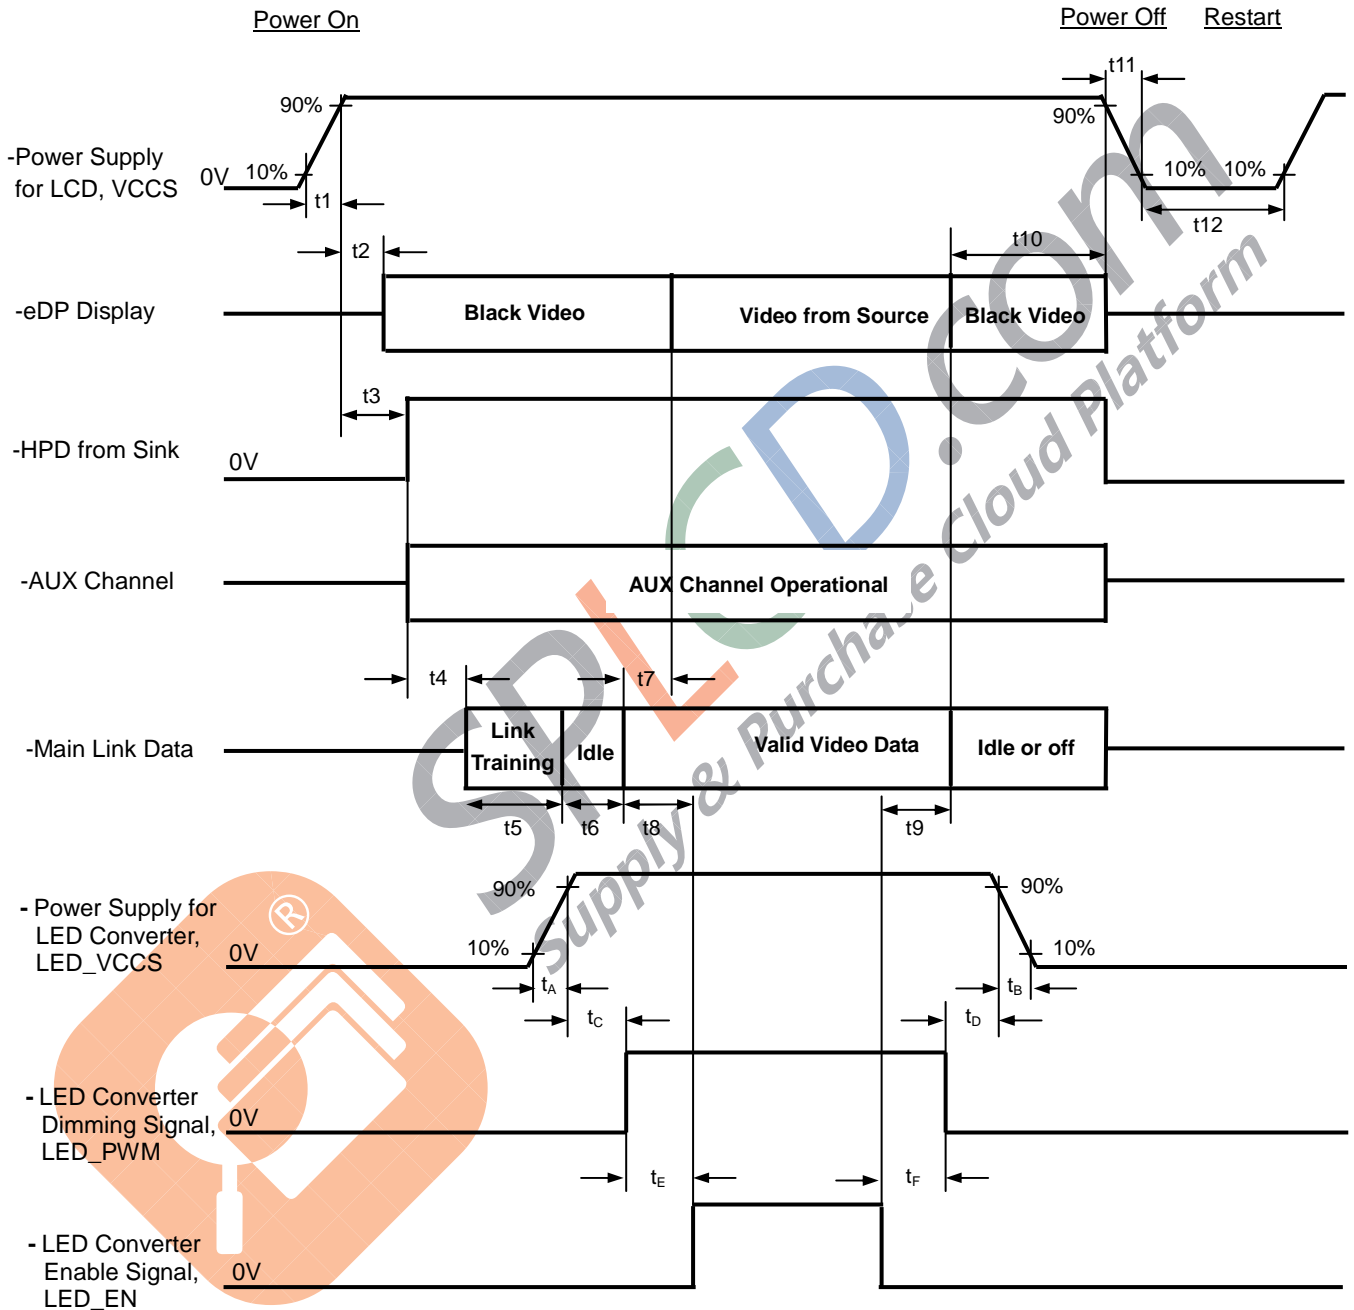 Power On
Power Off
Restart
t11
90%
90%
-Power Supply
for LCD, VCCS
0V
10%
10%
10%
t1
t12
t2
t10
-eDP Display
Black Video
Video from Source
Black Video
t3
-HPD from Sink
0V
-AUX Channel
AUX Channel Operational
t4
t7
-Main Link Data
Link
Training
Idle
Valid Video Data
Idle or off
t5
t6
t8
t9
90%
90%
- Power Supply for
LED Converter,
LED_VCCS
0V
10%
10%
tA
tB
tC
tD
- LED Converter
Dimming Signal,
LED_PWM
0V
tE
tF
- LED Converter
Enable Signal,
LED_EN
0V
SPLCD.com
Supply & Purchase Cloud Platform
®